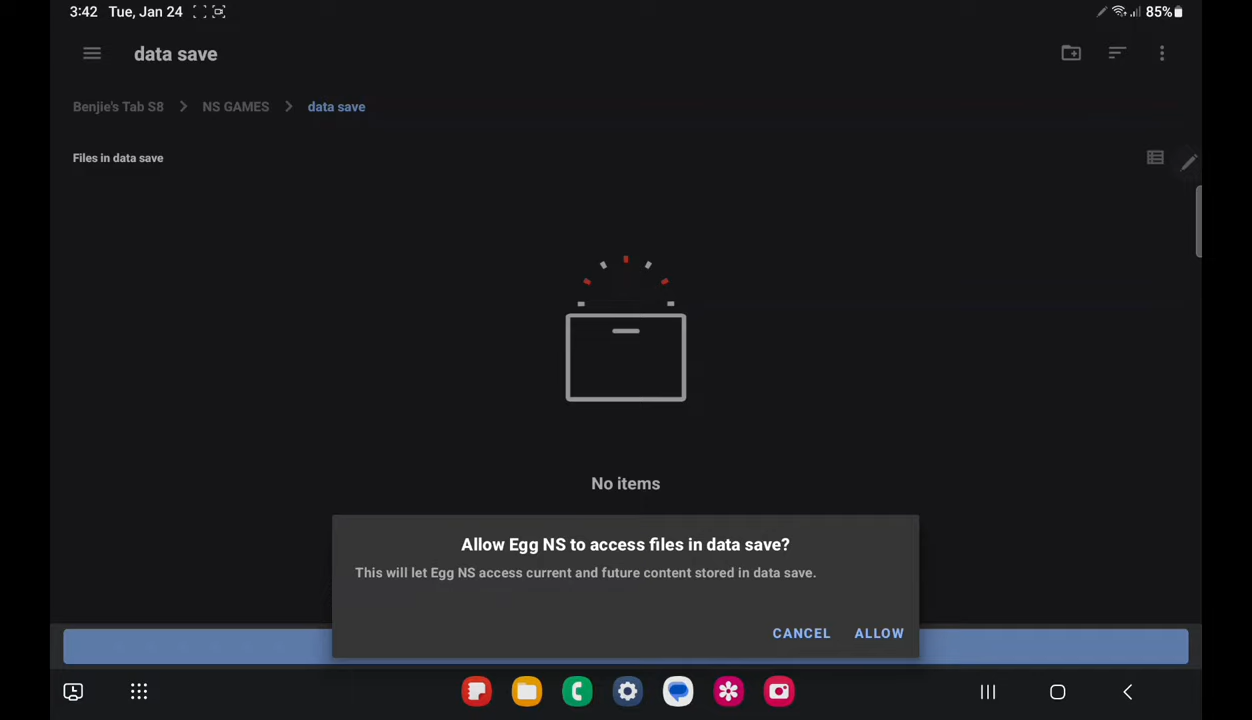 3:42 Tue, Jan 24 85%
data save
Benjie's Tab S8 NS GAMES data save
Files in data save
No items
Allow Egg NS to access files in data save?
This will let Egg NS access current and future content stored in data save.
CANCEL ALLOW